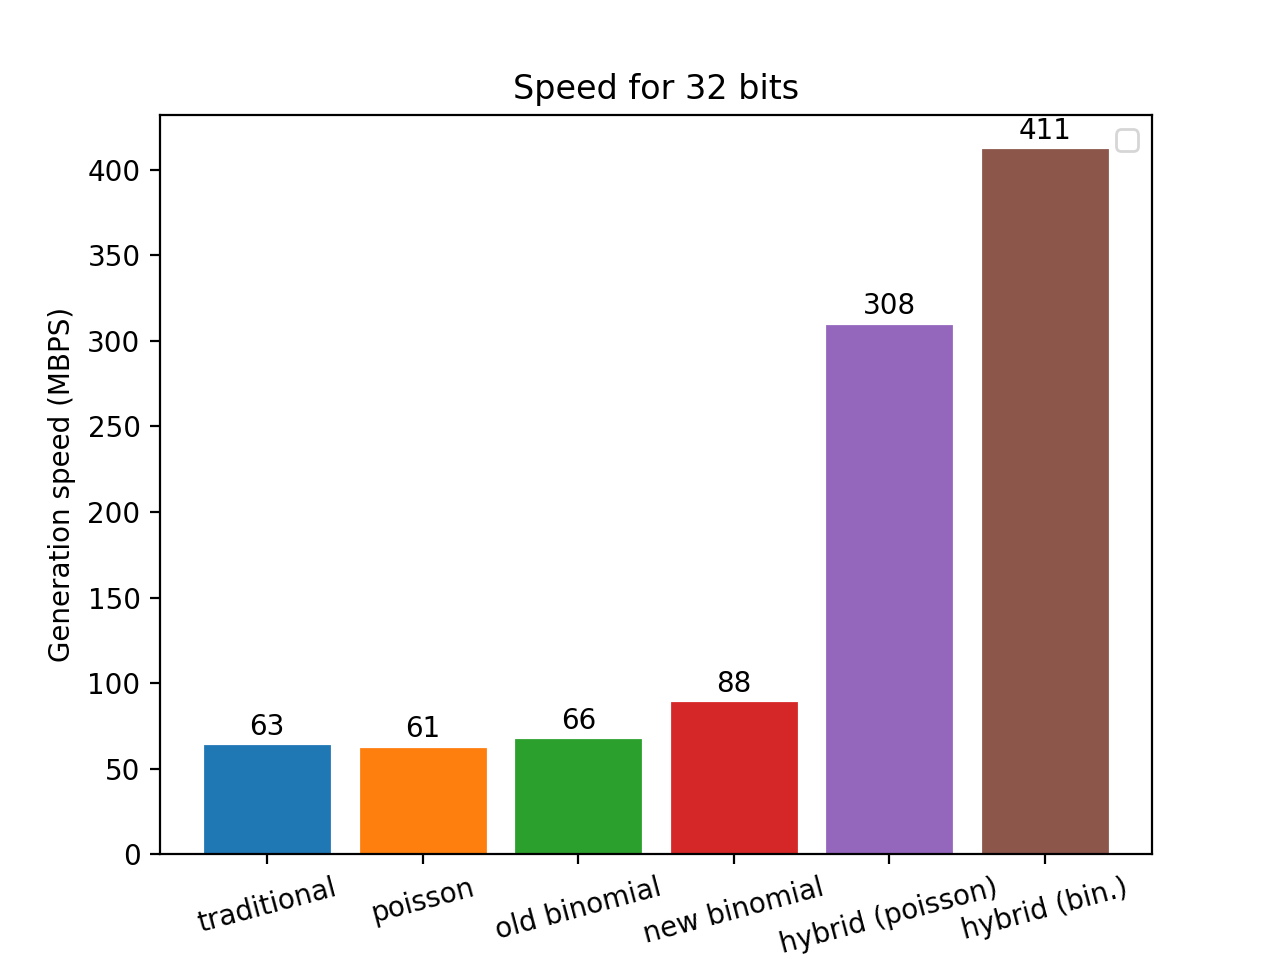 Speed for 32 bits
Generation speed (MBPS)
400
350
300
250
200
150
100
50
0
63
61
66
88
308
411
traditional
poisson
old binomial
new binomial
hybrid (poisson)
hybrid (bin.)